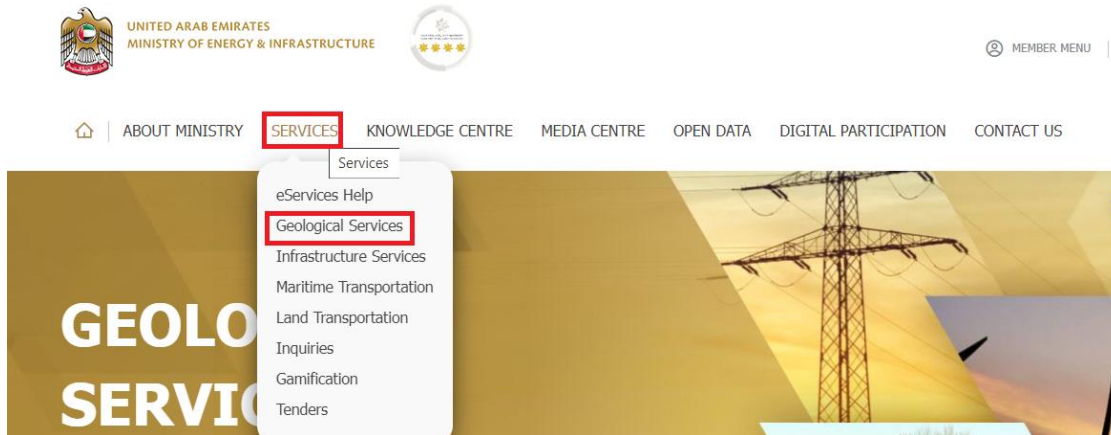 UNITED ARAB EMIRATES
MINISTRY OF ENERGY & INFRASTRUCTURE
MEMBER MENU
ABOUT MINISTRY SERVICES KNOWLEDGE CENTRE MEDIA CENTRE OPEN DATA DIGITAL PARTICIPATION CONTACT US
Services
eServices Help
Geological Services
Infrastructure Services
Maritime Transportation
Land Transportation
Inquiries
Gamification
Tenders
GEOLO
SERVIC